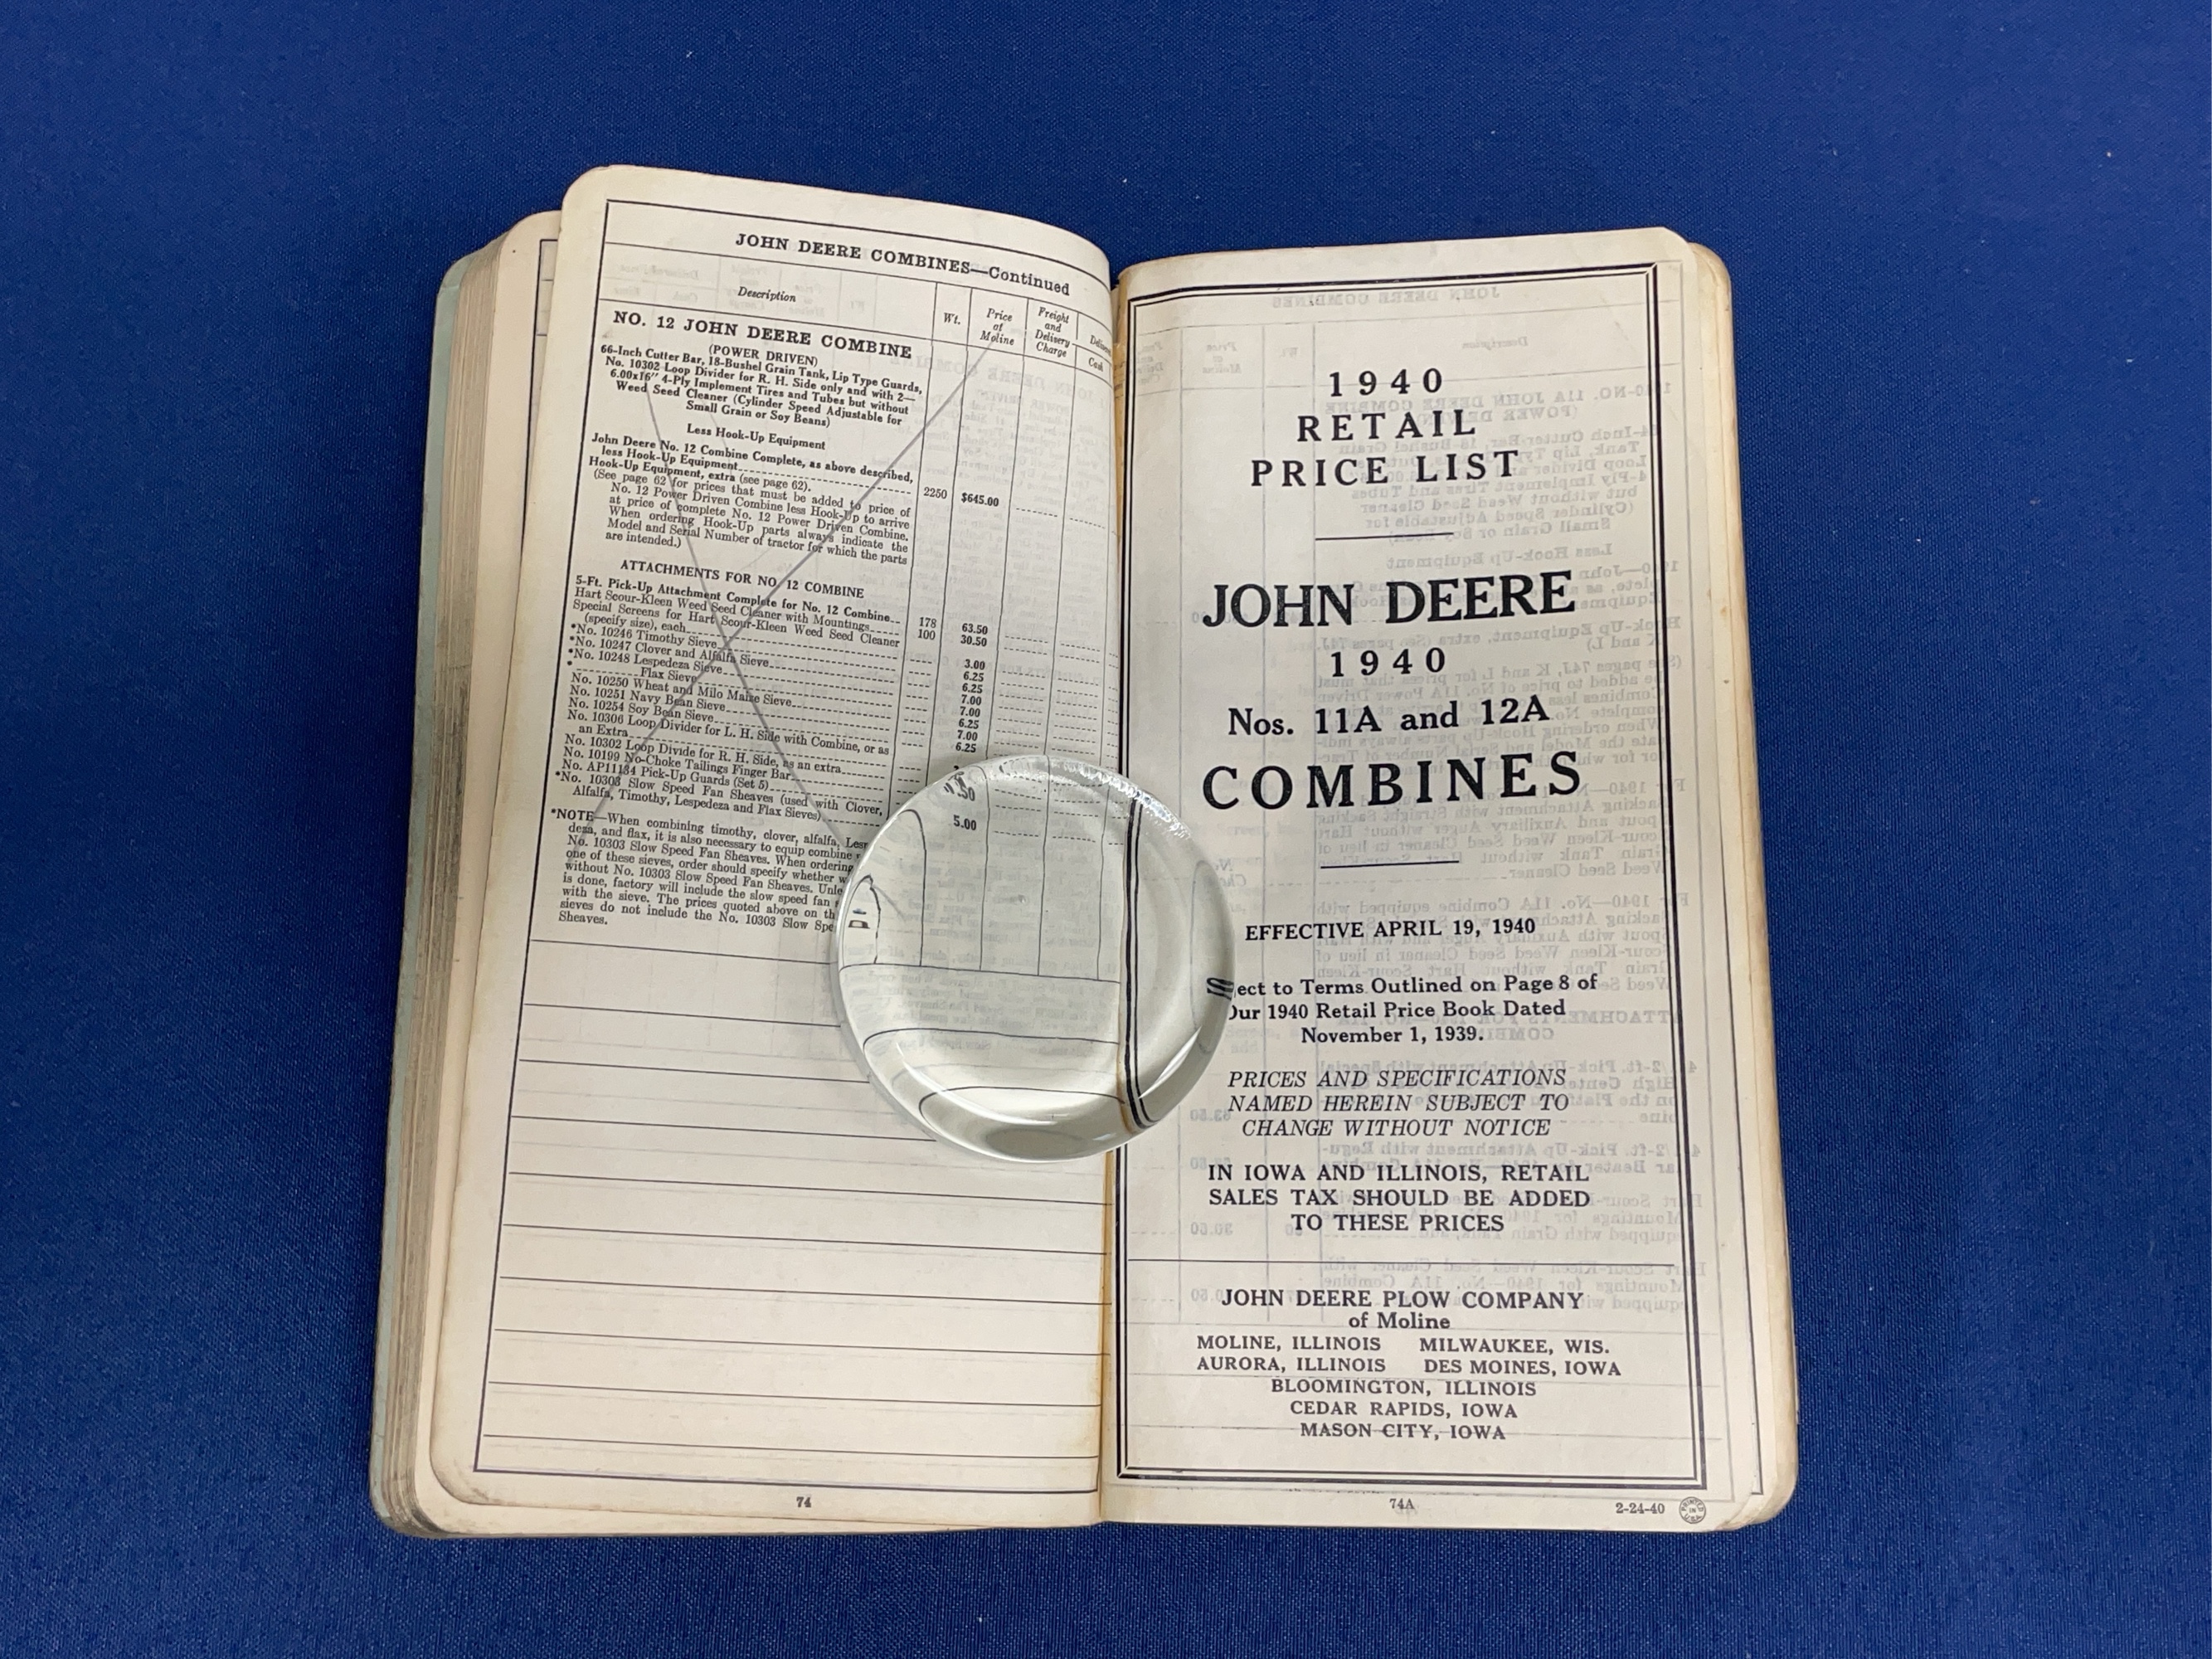 JOHN DEERE COMBINES—Continued
Description
Wt.
Price
at
Moline
Freight
and
Delivery
Charge
Cash
NO. 12 JOHN DEERE COMBINE
(POWER DRIVEN)
66-Inch Cutter Bar, 18-Bushel Grain Tank, Lip Type Guards,
No. 10302 Loop Divider for R. H. Side only and with 2—
6.00x16" 4-Ply Implement Tires and Tubes but without
Weed Seed Cleaner (Cylinder Speed Adjustable for
Small Grain or Soy Beans)
Less Hook-Up Equipment
John Deere No. 12 Combine Complete, as above described,
less Hook-Up Equipment 2250 $645.00
Hook-Up Equipment, extra (see page 62).
(See page 62 for prices that must be added to price of
No. 12 Power Driven Combine less Hook-Up to arrive
at price of complete No. 12 Power Driven Combine.
When ordering Hook-Up parts always indicate the
Model and Serial Number of tractor for which the parts
are intended.)
ATTACHMENTS FOR NO. 12 COMBINE
5-Ft. Pick-Up Attachment Complete for No. 12 Combine 178 63.50
Hart Scour-Kleen Weed Seed Cleaner with Mountings 100 30.50
Special Screens for Hart Scour-Kleen Weed Seed Cleaner
(specify size), each 3.00
*No. 10246 Timothy Sieve 6.25
*No. 10247 Clover and Alfalfa Sieve 6.25
*No. 10248 Lespedeza Sieve 7.00
* Flax Sieve 7.00
No. 10250 Wheat and Milo Maize Sieve 6.25
No. 10251 Navy Bean Sieve 7.00
No. 10254 Soy Bean Sieve 6.25
No. 10306 Loop Divider for L. H. Side with Combine, or as
an Extra
No. 10302 Loop Divide for R. H. Side, as an extra
No. 10199 No-Choke Tailings Finger Bar
No. AP11134 Pick-Up Guards (Set 5) .50
*No. 10303 Slow Speed Fan Sheaves (used with Clover,
Alfalfa, Timothy, Lespedeza and Flax Sieves) 5.00
*NOTE—When combining timothy, clover, alfalfa,
deza, and flax, it is also necessary to equip combine
No. 10303 Slow Speed Fan Sheaves. When ordering
one of these sieves, order should specify whether
without No. 10303 Slow Speed Fan Sheaves.
is done, factory will include the slow speed fan
with the sieve. The prices quoted above on
sieves do not include the No. 10303 Slow
Sheaves.
74
1940
RETAIL
PRICE LIST
JOHN DEERE
1940
Nos. 11A and 12A
COMBINES
EFFECTIVE APRIL 19, 1940
ect to Terms Outlined on Page 8 of
Our 1940 Retail Price Book Dated
November 1, 1939.
PRICES AND SPECIFICATIONS
NAMED HEREIN SUBJECT TO
CHANGE WITHOUT NOTICE
IN IOWA AND ILLINOIS, RETAIL
SALES TAX SHOULD BE ADDED
TO THESE PRICES
JOHN DEERE PLOW COMPANY
of Moline
MOLINE, ILLINOIS MILWAUKEE, WIS.
AURORA, ILLINOIS DES MOINES, IOWA
BLOOMINGTON, ILLINOIS
CEDAR RAPIDS, IOWA
MASON CITY, IOWA
74A
2-24-40
PRINTED IN U.S.A.